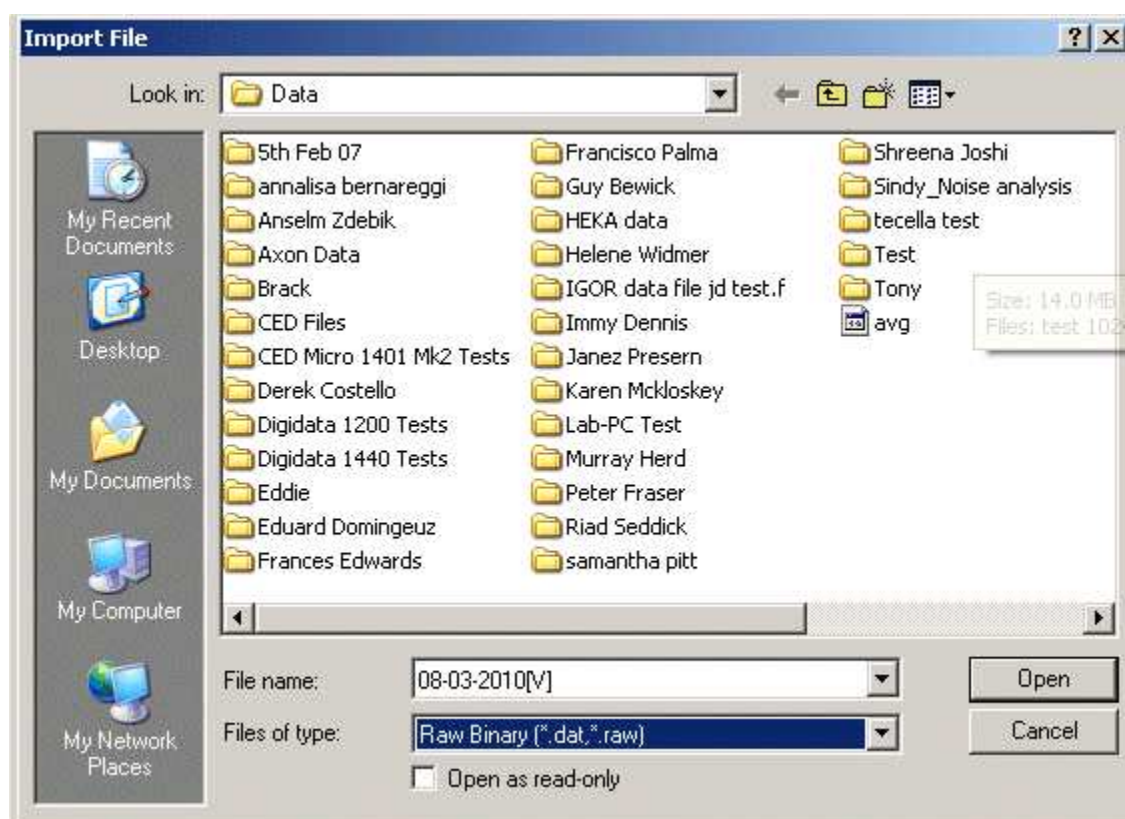 Import File
Look in:
Data
My Recent
Documents
Desktop
My Documents
My Computer
My Network
Places
5th Feb 07
annalisa bernareggi
Anselm Zdebik
Axon Data
Brack
CED Files
CED Micro 1401 Mk2 Tests
Derek Costello
Digidata 1200 Tests
Digidata 1440 Tests
Eddie
Eduard Domingeuz
Frances Edwards
Francisco Palma
Guy Bewick
HEKA data
Helene Widmer
IGOR data file jd test.f
Immy Dennis
Janez Presern
Karen Mckloskey
Lab-PC Test
Murray Herd
Peter Fraser
Riad Seddick
samantha pitt
Shreena Joshi
Sindy_Noise analysis
tecella test
Test
Tony
avg
Size: 14.0 MB
Files: test 102
File name:
08-03-2010[V]
Open
Files of type:
Raw Binary (*.dat,*.raw)
Cancel
Open as read-only